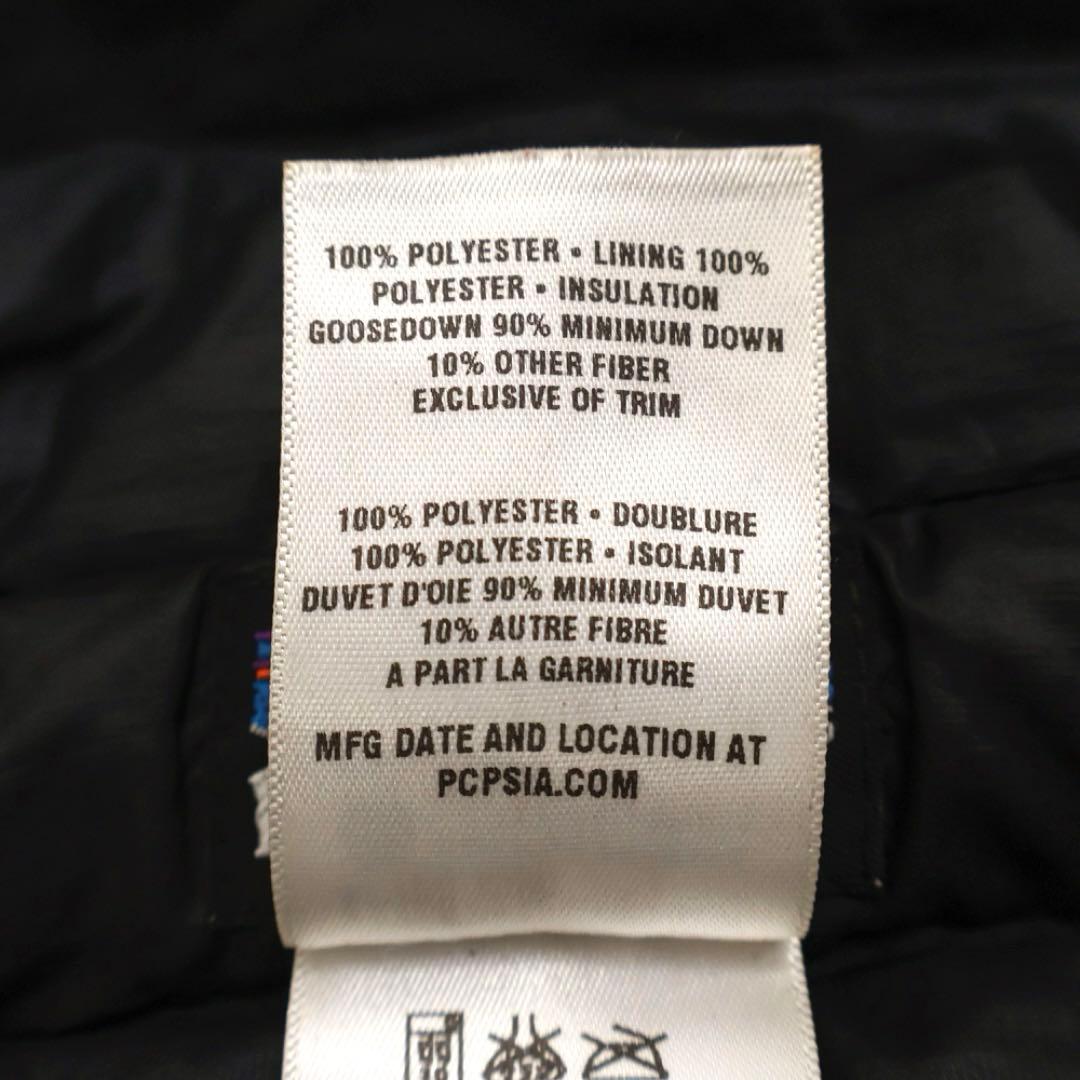 100% POLYESTER • LINING 100%
POLYESTER • INSULATION
GOOSEDOWN 90% MINIMUM DOWN
10% OTHER FIBER
EXCLUSIVE OF TRIM
100% POLYESTER • DOUBLURE
100% POLYESTER • ISOLANT
DUVET D'OIE 90% MINIMUM DUVET
10% AUTRE FIBRE
A PART LA GARNITURE
MFG DATE AND LOCATION AT
PCPSIA.COM